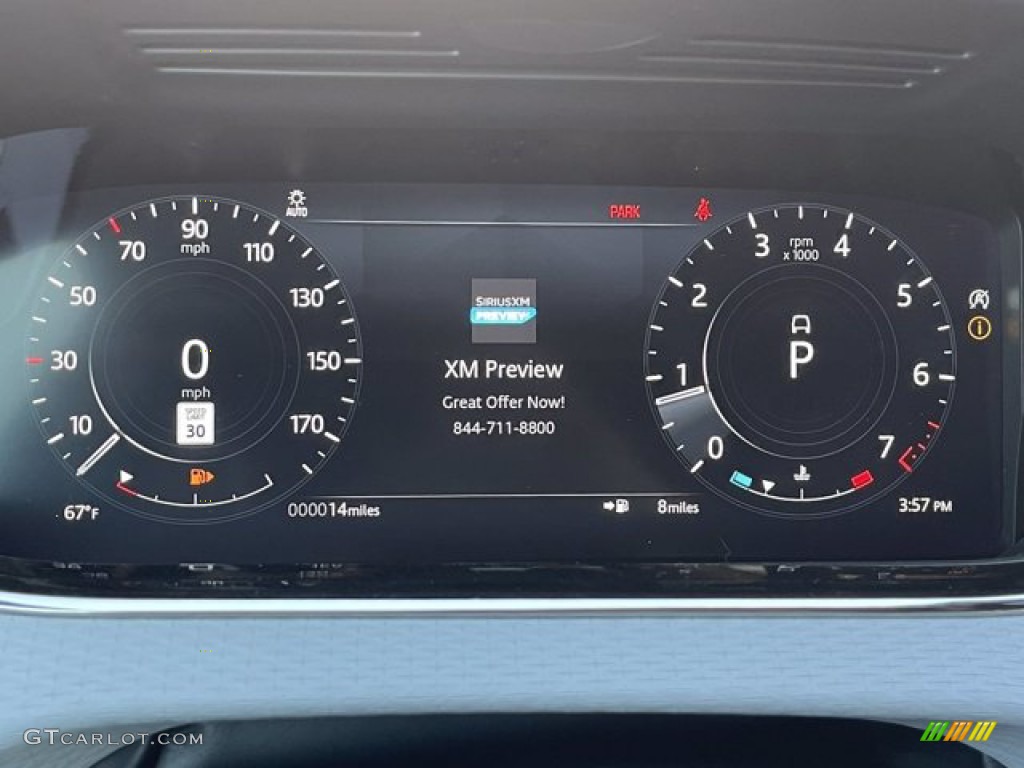 AUTO
PARK
90
mph
70
110
50
130
30
150
10
170
0
mph
30
SIRIUSXM
PREVIEW
XM Preview
Great Offer Now!
844-711-8800
rpm
x 1000
3
4
2
5
1
6
0
7
A
P
67°F
000014miles
8miles
3:57 PM
GTCARLOT.COM